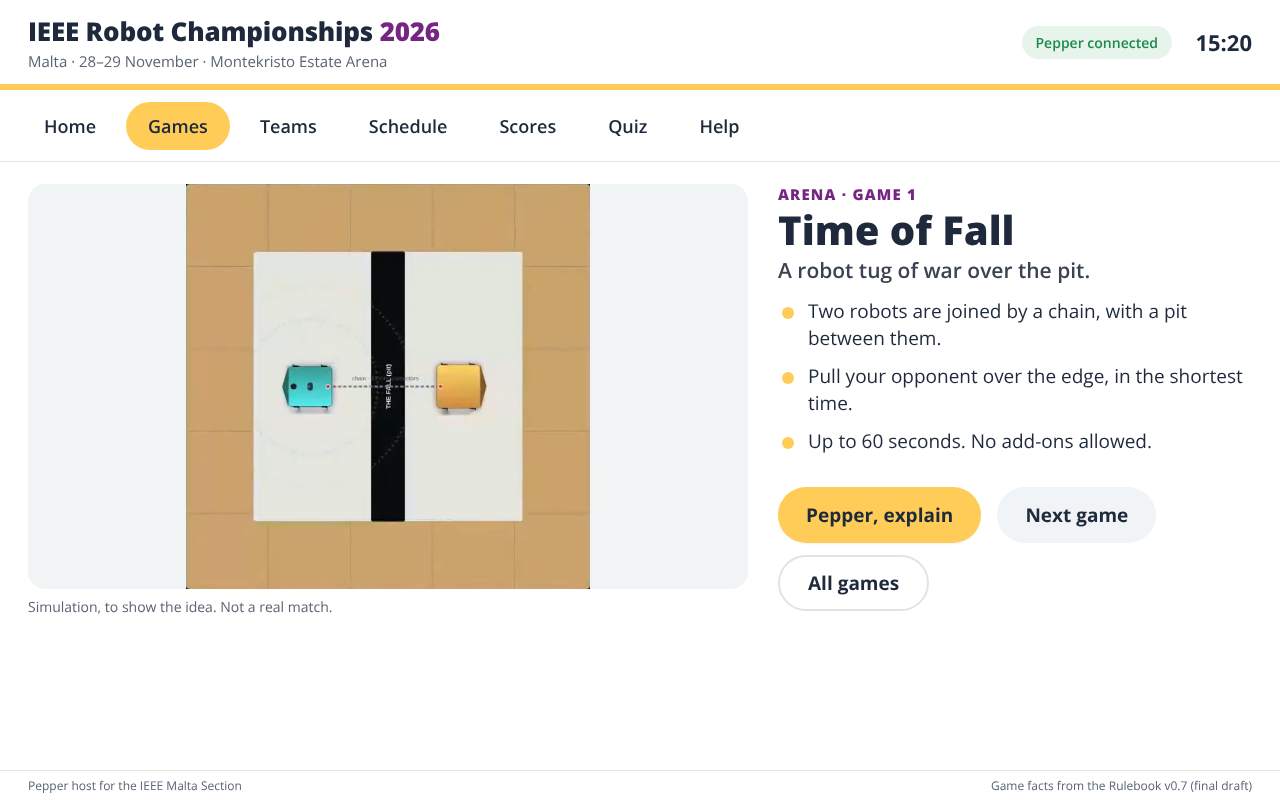 IEEE Robot Championships 2026
Malta · 28–29 November · Montekristo Estate Arena
Pepper connected
15:20
Home
Games
Teams
Schedule
Scores
Quiz
Help
THE FALL (pit)
Simulation, to show the idea. Not a real match.
ARENA · GAME 1
Time of Fall
A robot tug of war over the pit.
Two robots are joined by a chain, with a pit
between them.
Pull your opponent over the edge, in the shortest
time.
Up to 60 seconds. No add-ons allowed.
Pepper, explain
Next game
All games
Pepper host for the IEEE Malta Section
Game facts from the Rulebook v0.7 (final draft)